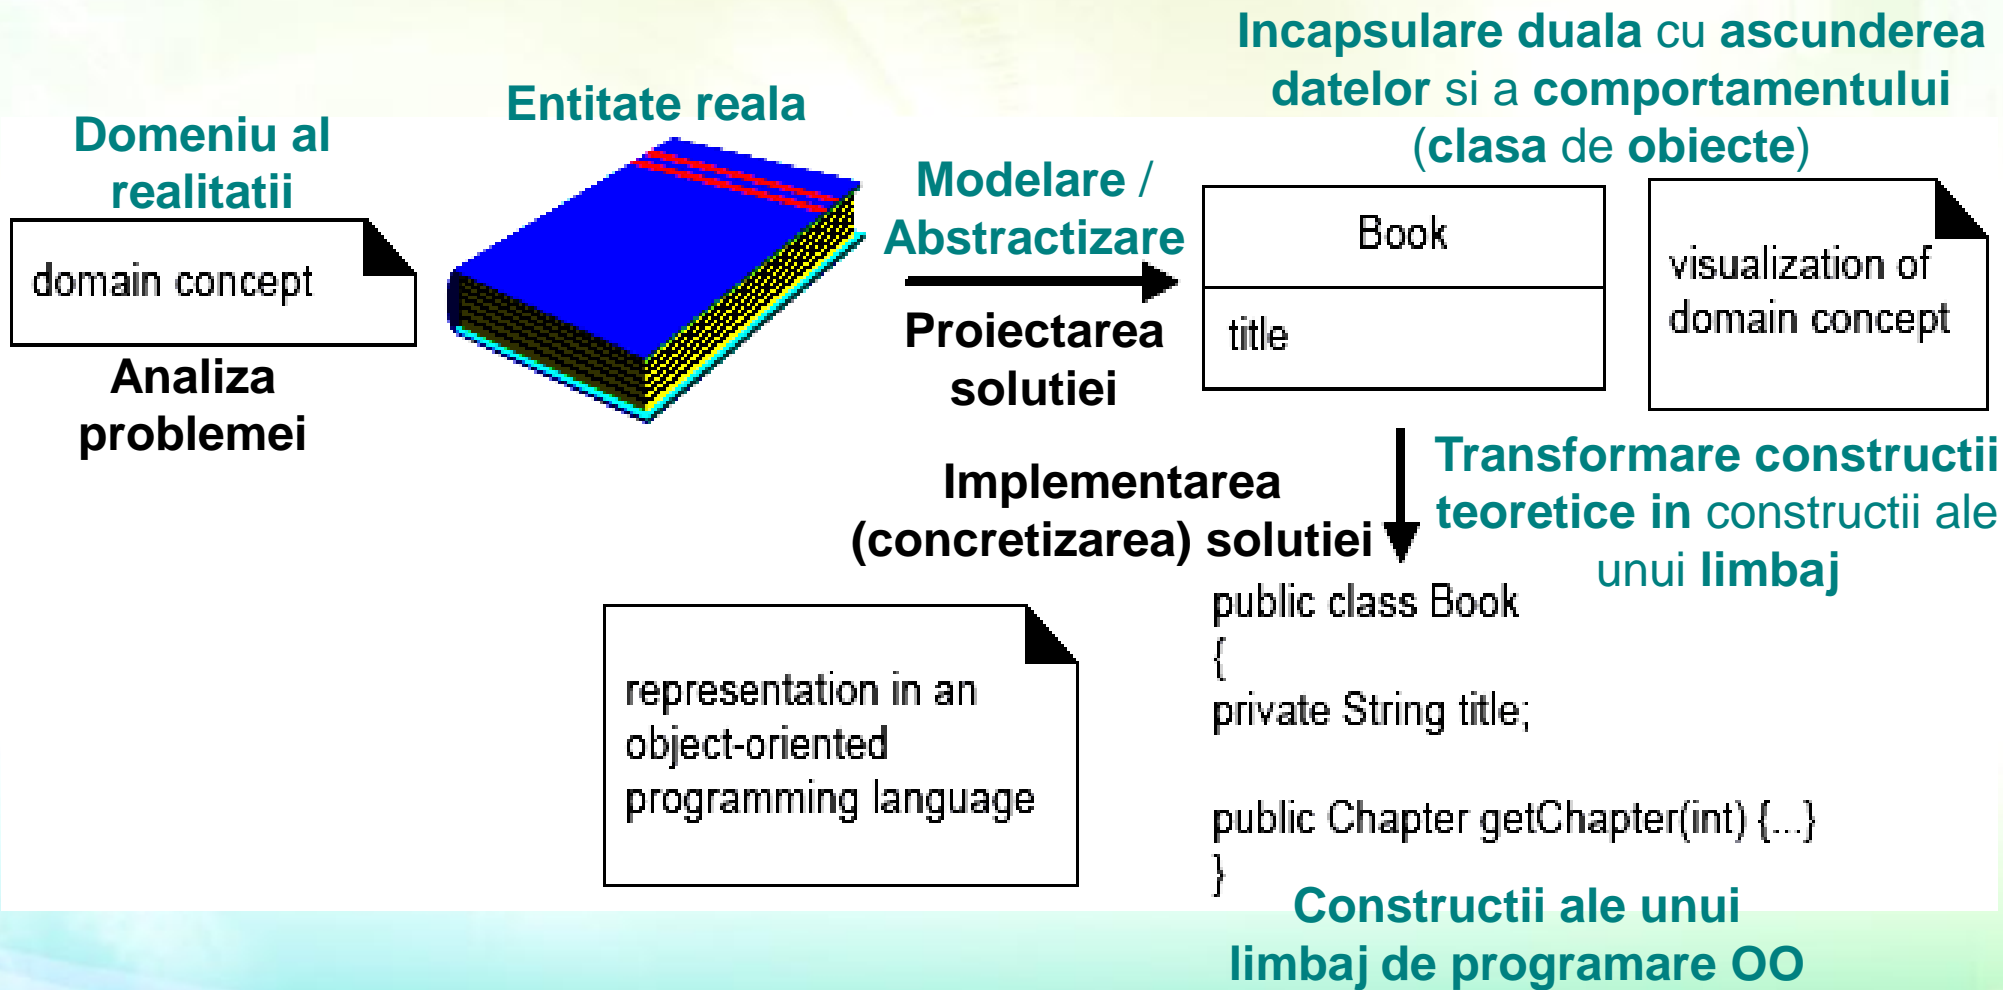 Domeniu al
realitatii
domain concept
Analiza
problemei
Entitate reala
Modelare /
Abstractizare
Proiectarea
solutiei
Incapsulare duala cu ascunderea
datelor si a comportamentului
(clasa de obiecte)
Book
title
visualization of
domain concept
Implementarea
(concretizarea) solutiei
Transformare constructii
teoretice in constructii ale
unui limbaj
representation in an
object-oriented
programming language
public class Book
{
private String title;
public Chapter getChapter(int) {...}
}
Constructii ale unui
limbaj de programare OO